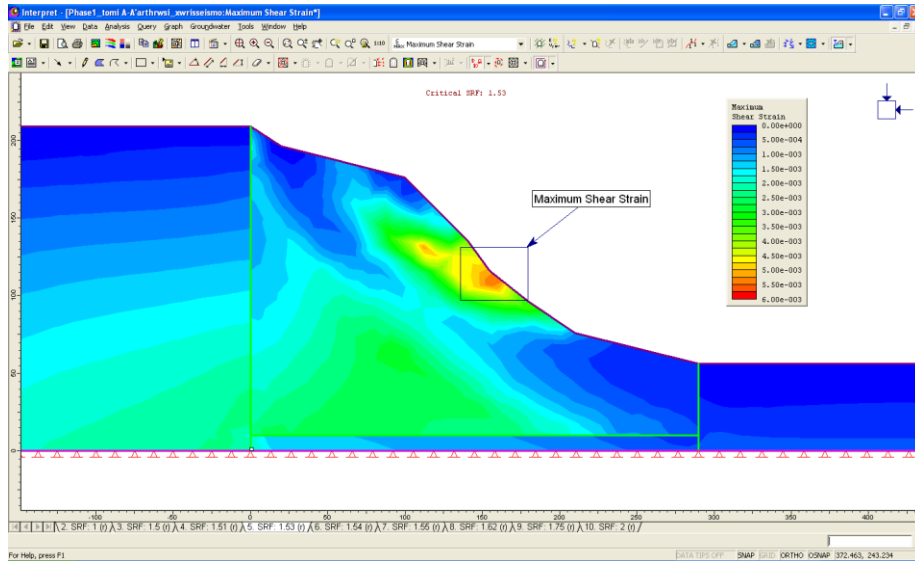 Interpret - [Phase1_tomi A-A'arthrwsi_xwrisseismo:Maximum Shear Strain*]
File Edit View Data Analysis Query Graph Groundwater Tools Window Help
Maximum Shear Strain
Critical SRF: 1.53
Maximum
Shear Strain
0.00e+000
5.00e-004
1.00e-003
1.50e-003
2.00e-003
2.50e-003
3.00e-003
3.50e-003
4.00e-003
4.50e-003
5.00e-003
5.50e-003
6.00e-003
Maximum Shear Strain
200
150
100
50
0
-100 -50 0 50 100 150 200 250 300 350 400
2. SRF: 1 (r) 3. SRF: 1.5 (r) 4. SRF: 1.51 (r) 5. SRF: 1.53 (r) 6. SRF: 1.54 (r) 7. SRF: 1.55 (r) 8. SRF: 1.62 (r) 9. SRF: 1.75 (r) 10. SRF: 2 (r)
For Help, press F1
DATA TIPS OFF SNAP GRID ORTHO OSNAP 372.463, 243.234